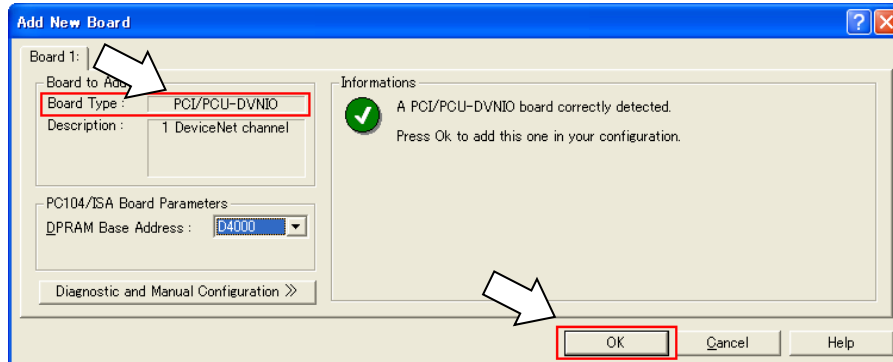 Add New Board
Board 1:
Board to Add
Board Type : PCI/PCU-DVNIO
Description : 1 DeviceNet channel
PC104/ISA Board Parameters
DPRAM Base Address : D4000
Diagnostic and Manual Configuration >>
Informations
A PCI/PCU-DVNIO board correctly detected.
Press Ok to add this one in your configuration.
OK Cancel Help